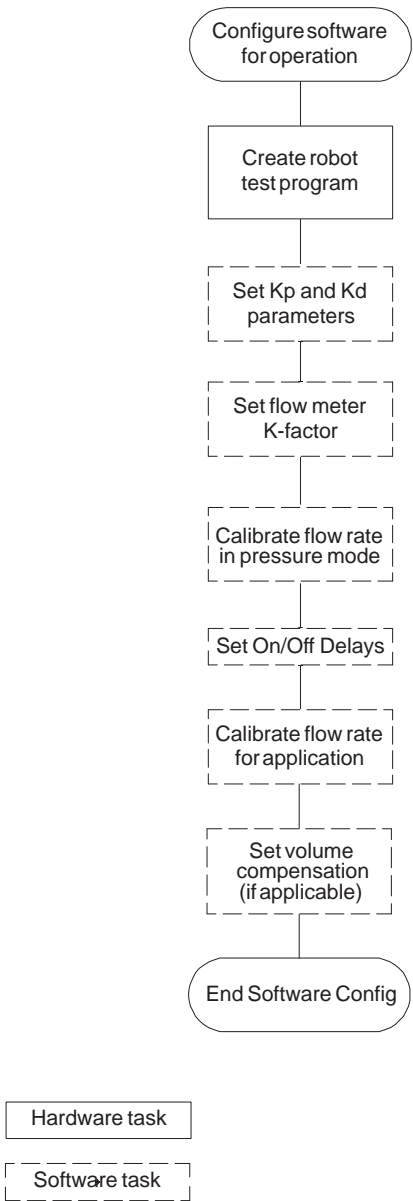 Configure software
for operation
Create robot
test program
Set Kp and Kd
parameters
Set flow meter
K-factor
Calibrate flow rate
in pressure mode
Set On/Off Delays
Calibrate flow rate
for application
Set volume
compensation
(if applicable)
End Software Config
Hardware task
Software task